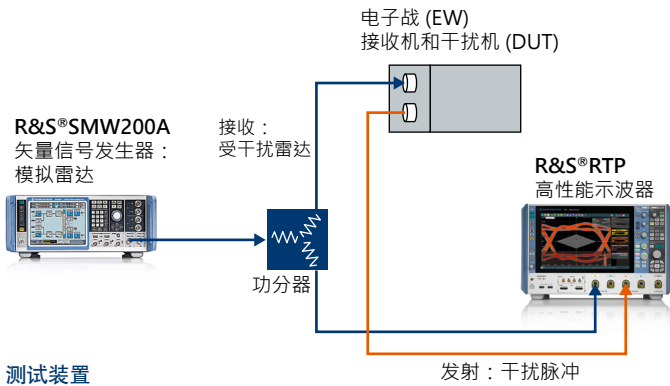 电子战 (EW)
接收机和干扰机 (DUT)
R&S®SMW200A
矢量信号发生器：
模拟雷达
接收：
受干扰雷达
R&S®RTP
高性能示波器
功分器
测试装置
发射：干扰脉冲